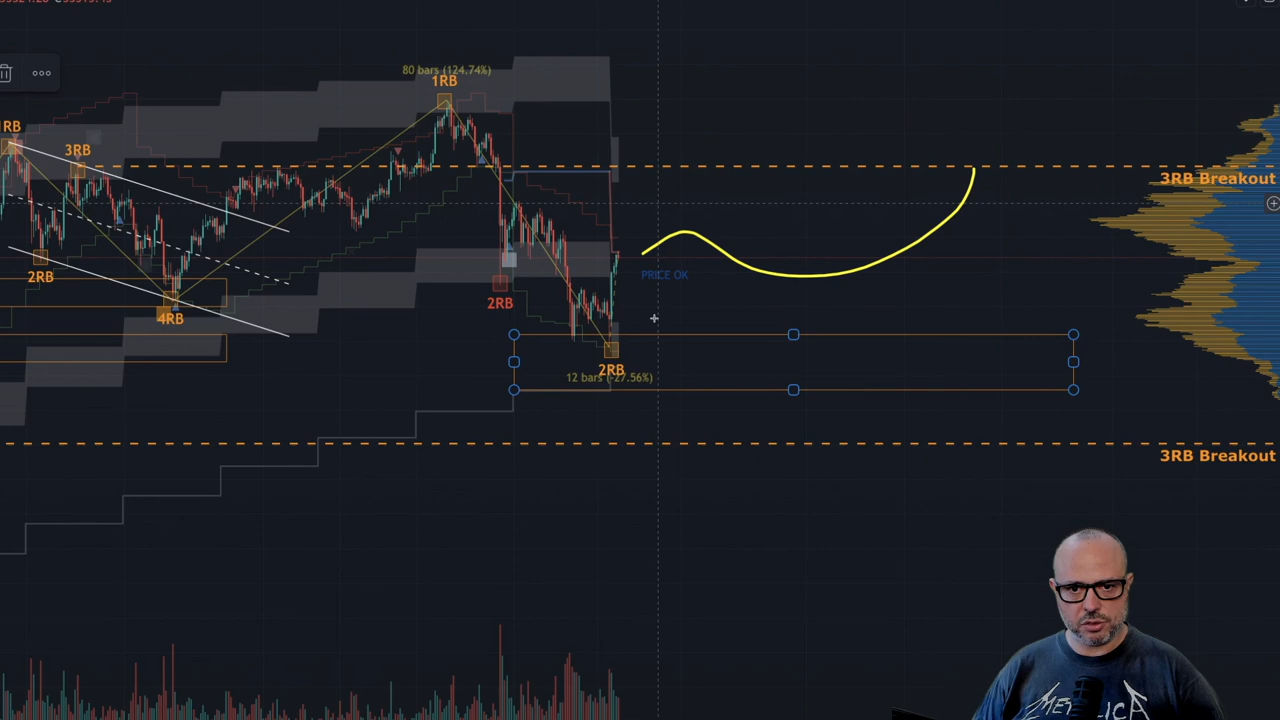 80 bars (124.74%)
1RB
1RB
3RB
3RB Breakout
2RB
PRICE OK
2RB
4RB
2RB
12 bars (-27.56%)
3RB Breakout